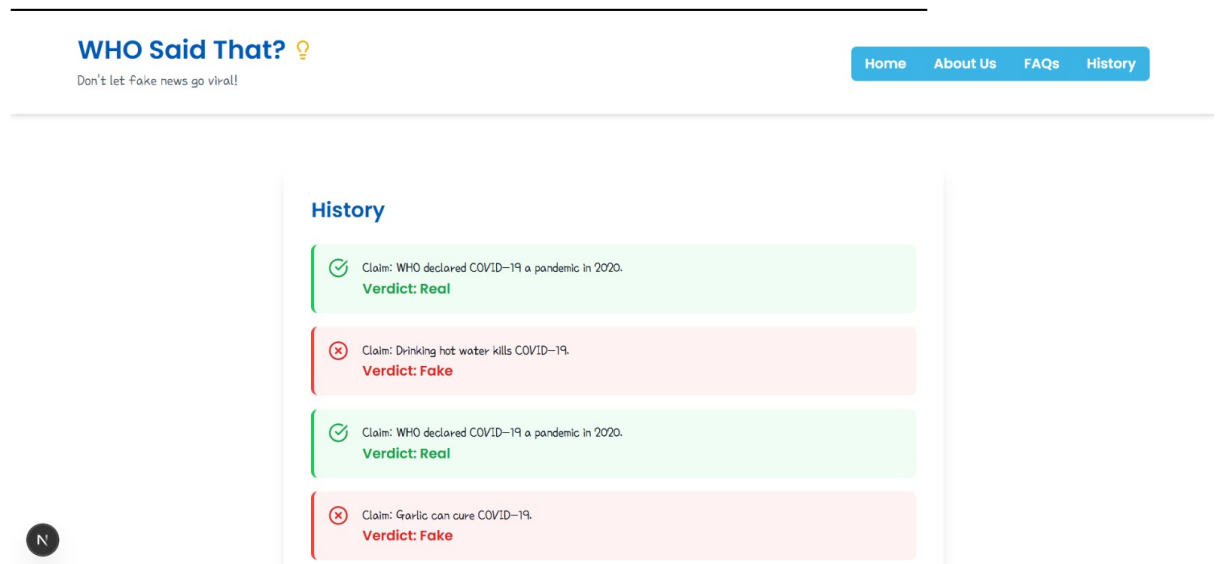 WHO Said That?
Don't let fake news go viral!
Home About Us FAQs History
History
Claim: WHO declared COVID-19 a pandemic in 2020.
Verdict: Real
Claim: Drinking hot water kills COVID-19.
Verdict: Fake
Claim: WHO declared COVID-19 a pandemic in 2020.
Verdict: Real
Claim: Garlic can cure COVID-19.
Verdict: Fake
N